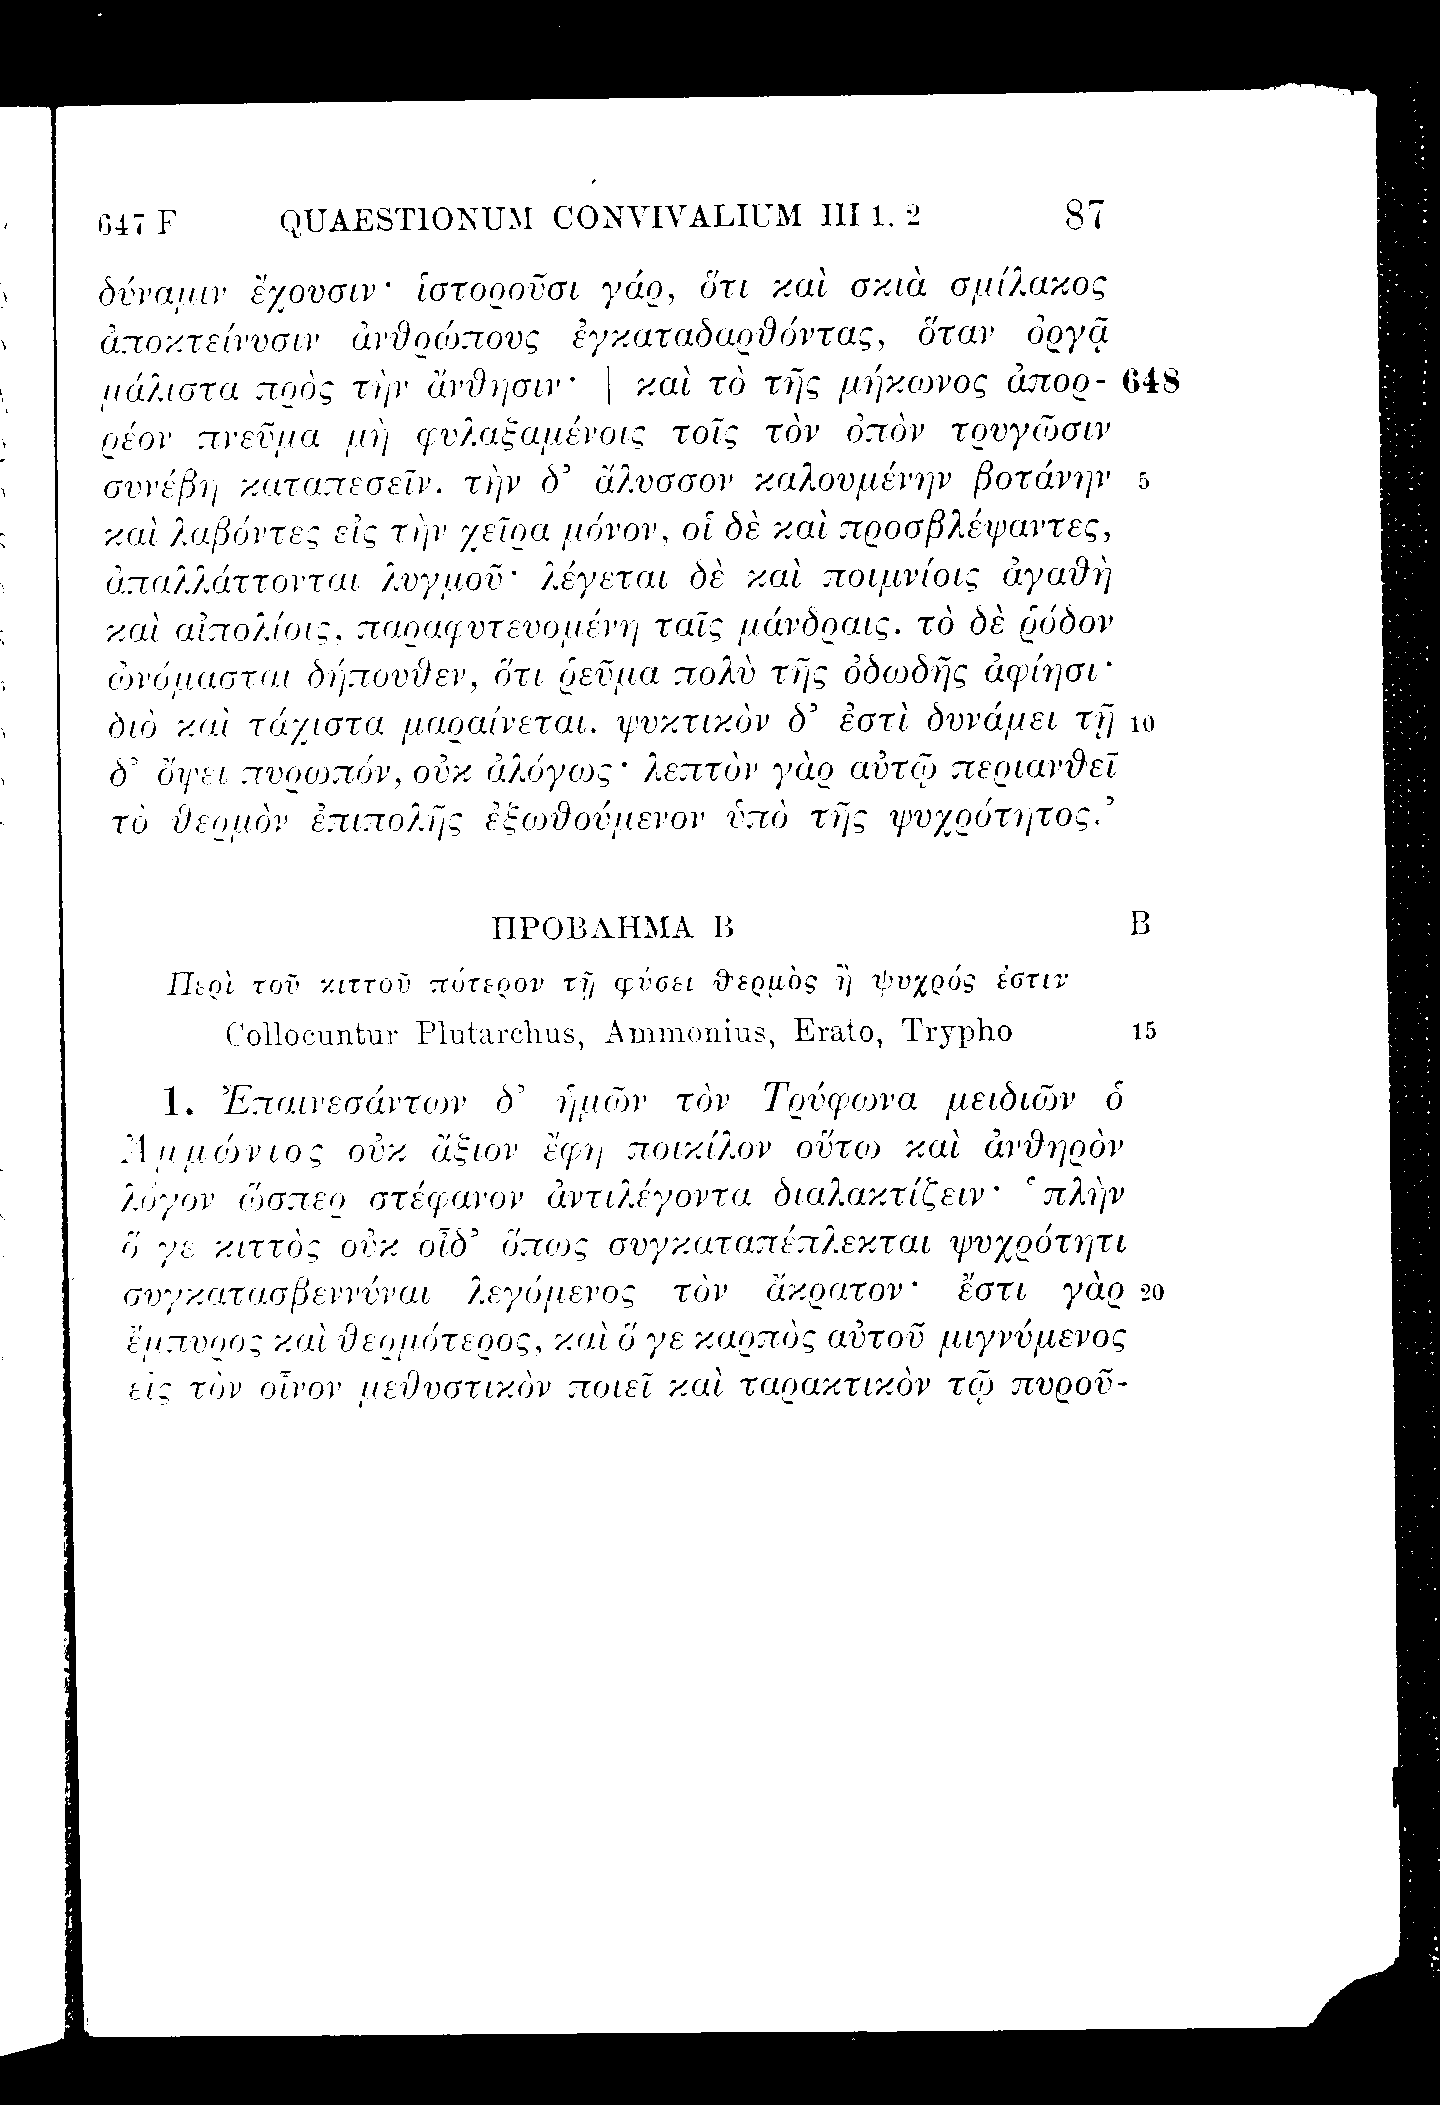 647 F QUAESTIONUM CONVIVALIUM III 1. 2 87
δύναμιν ἔχουσιν· ἱστοροῦσι γάρ, ὅτι καὶ σκιὰ σμίλακος
ἀποκτείνυσιν ἀνθρώπους ἐγκαταδαρθόντας, ὅταν ὀργᾷ
μάλιστα πρὸς τὴν ἄνθησιν· | καὶ τὸ τῆς μήκωνος ἀπορ- 648
ρέον πνεῦμα μὴ φυλαξαμένοις τοῖς τὸν ὀπὸν τρυγῶσιν
συνέβη καταπεσεῖν. τὴν δ’ ἄλυσσον καλουμένην βοτάνην 5
καὶ λαβόντες εἰς τὴν χεῖρα μόνον, οἱ δὲ καὶ προσβλέψαντες,
ἀπαλλάττονται λυγμοῦ· λέγεται δὲ καὶ ποιμνίοις ἀγαθὴ
καὶ αἰπολίοις, παραφυτευομένη ταῖς μάνδραις. τὸ δὲ ῥόδον
ὠνόμασται δήπουθεν, ὅτι ῥεῦμα πολὺ τῆς ὀδωδῆς ἀφίησι·
διὸ καὶ τάχιστα μαραίνεται. ψυκτικὸν δ’ ἐστὶ δυνάμει τῇ 10
δ’ ὄψει πυρωπόν, οὐκ ἀλόγως· λεπτὸν γὰρ αὐτῷ περιανθεῖ
τὸ θερμὸν ἐπιπολῆς ἐξωθούμενον ὑπὸ τῆς ψυχρότητος.’
ΠΡΟΒΛΗΜΑ Β B
Περὶ τοῦ κιττοῦ πότερον τῇ φύσει θερμὸς ἢ ψυχρός ἐστιν
Collocuntur Plutarchus, Ammonius, Erato, Trypho 15
1. Ἐπαινεσάντων δ’ ἡμῶν τὸν Τρύφωνα μειδιῶν ὁ
Ἀμμώνιος οὐκ ἄξιον ἔφη ποικίλον οὕτω καὶ ἀνθηρὸν
λόγον ὥσπερ στέφανον ἀντιλέγοντα διαλακτίζειν· ‘πλὴν
ὅ γε κιττὸς οὐκ οἶδ’ ὅπως συγκαταπέπλεκται ψυχρότητι
συγκατασβεννύναι λεγόμενος τὸν ἄκρατον· ἔστι γὰρ 20
ἔμπυρος καὶ θερμότερος, καὶ ὅ γε καρπὸς αὐτοῦ μιγνύμενος
εἰς τὸν οἶνον μεθυστικὸν ποιεῖ καὶ ταρακτικὸν τῷ πυροῦ-